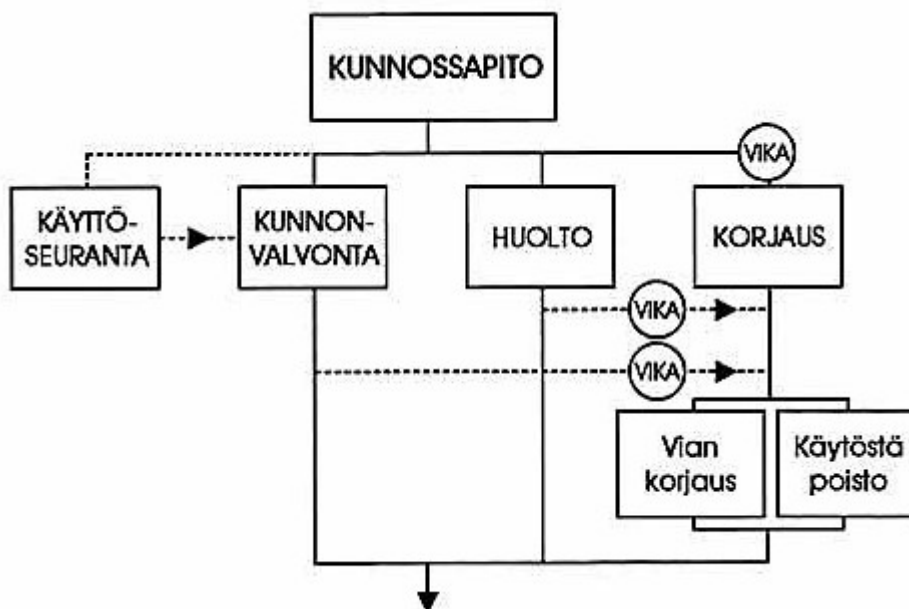 KUNNOSSAPITO
VIKA
KÄYTTÖ-
SEURANTA
KUNNON-
VALVONTA
HUOLTO
KORJAUS
VIKA
VIKA
Vian
korjaus
Käytöstä
poisto